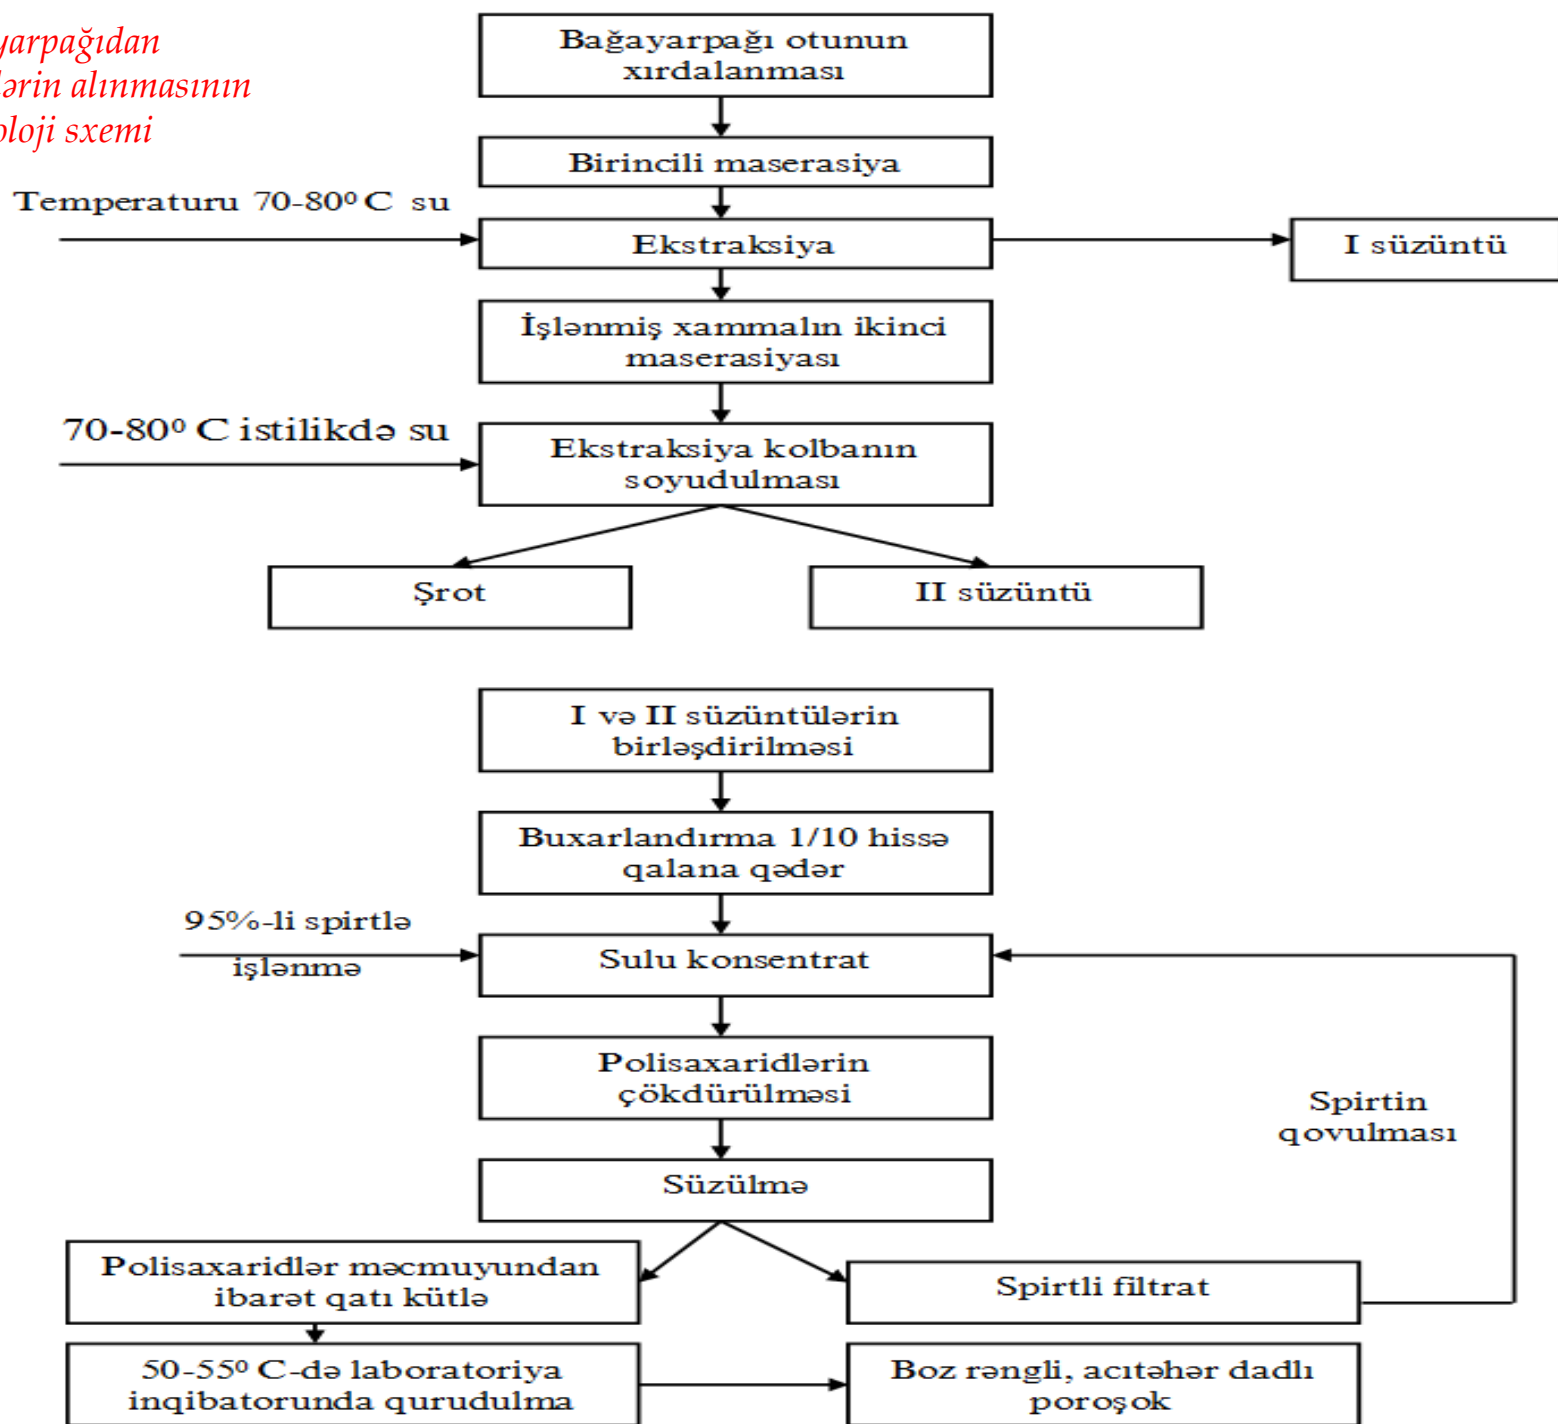 yarpağıdan
ərin alınmasının
oloji sxemi
Bağayarpağı otunun
xırdalanması
Birincili maserasiya
Temperaturu 70-80⁰ C su
Ekstraksiya
I süzüntü
İşlənmiş xammalın ikinci
maserasiyası
70-80⁰ C istilikdə su
Ekstraksiya kolbanın
soyudulması
Şrot
II süzüntü
I və II süzüntülərin
birləşdirilməsi
Buxarlandırma 1/10 hissə
qalana qədər
95%-li spirtlə
işlənmə
Sulu konsentrat
Polisaxaridlərin
çökdürülməsi
Spirtin
qovulması
Süzülmə
Polisaxaridlər məcmuyundan
ibarət qatı kütlə
Spirtli filtrat
50-55⁰ C-də laboratoriya
inqibatorunda qurudulma
Boz rəngli, acıtəhər dadlı
poroşok